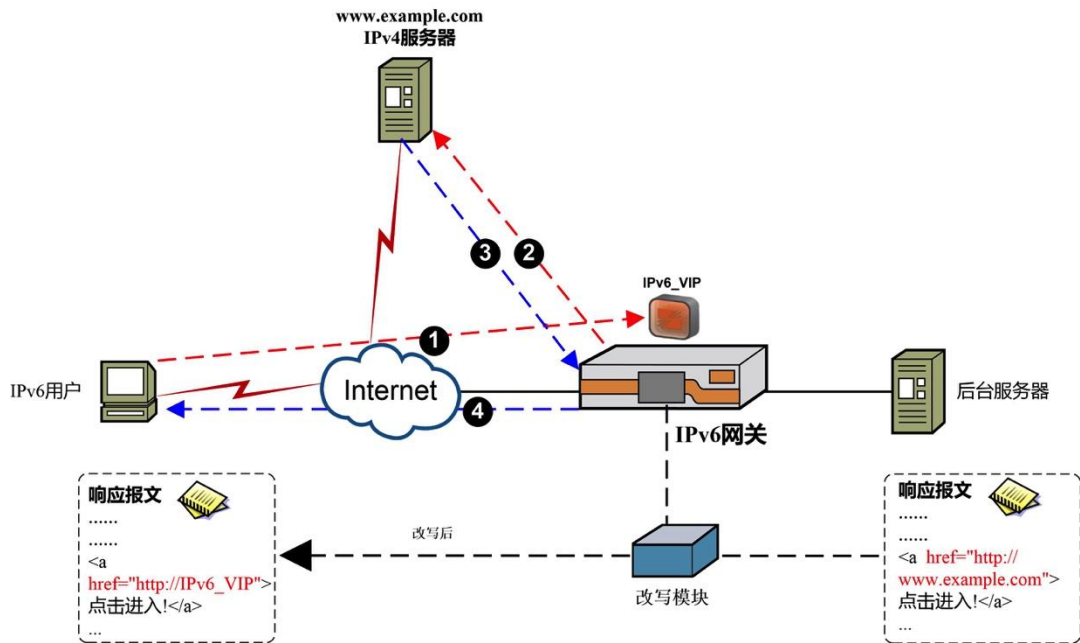 www.example.com
IPv4服务器
3
2
IPv6_VIP
1
IPv6用户
Internet
4
IPv6网关
后台服务器
响应报文
......
......
<a
href="http://IPv6_VIP">
点击进入!</a>
...
改写后
改写模块
响应报文
......
......
<a href="http://
www.example.com">
点击进入!</a>
...